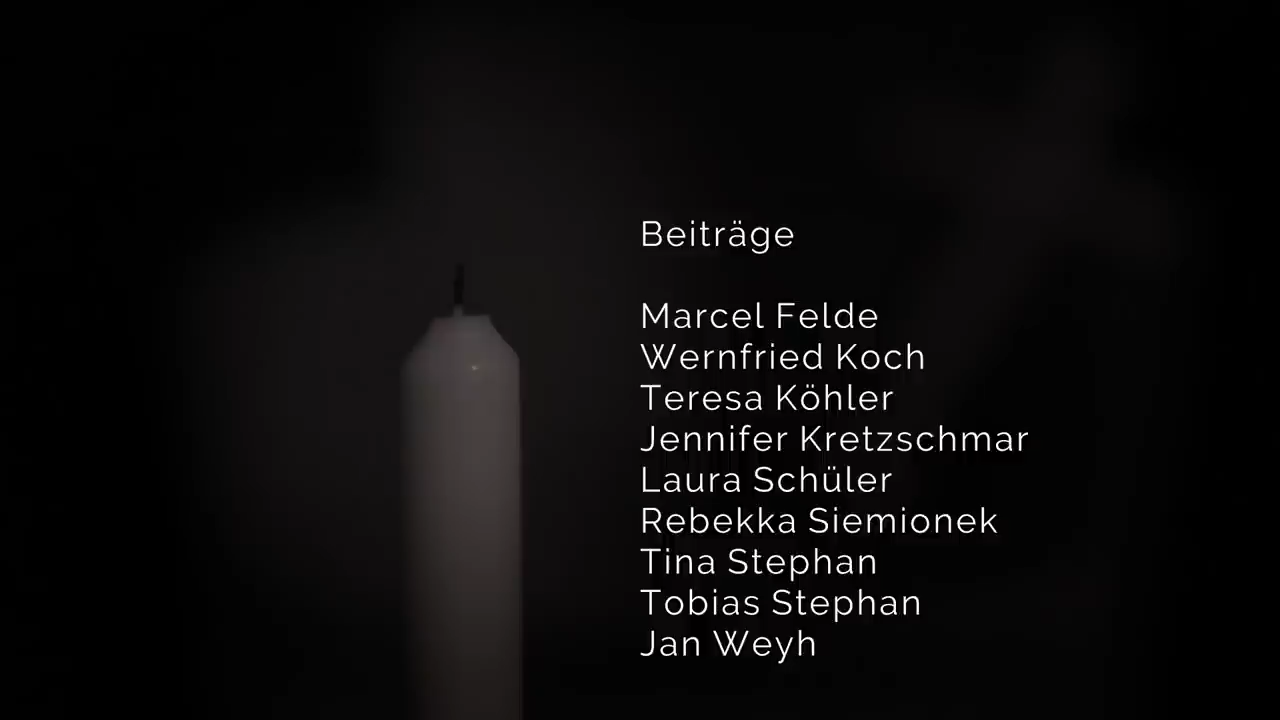 Beiträge
Marcel Felde
Wernfried Koch
Teresa Köhler
Jennifer Kretzschmar
Laura Schüler
Rebekka Siemionek
Tina Stephan
Tobias Stephan
Jan Weyh